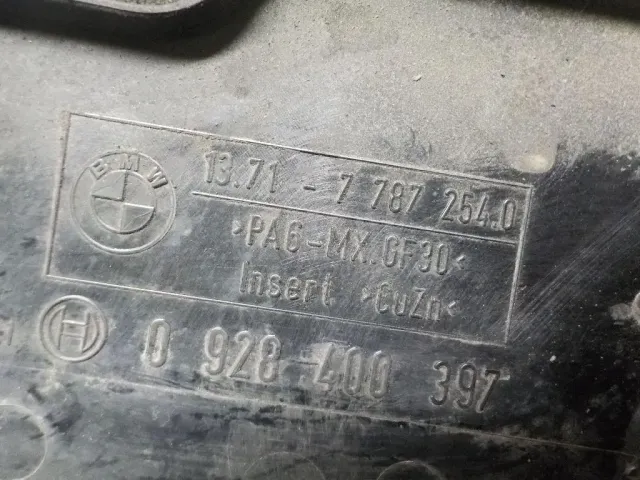 BMW
13.71 - 7 787 254.0
>PA6-MX.GF30<
Insert >CuZn<
0 928 400 397